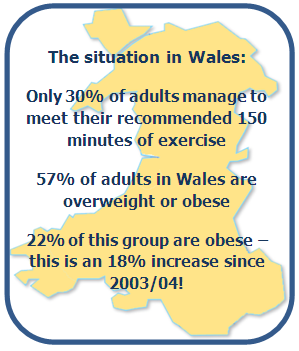 The situation in Wales:
Only 30% of adults manage to
meet their recommended 150
minutes of exercise
57% of adults in Wales are
overweight or obese
22% of this group are obese –
this is an 18% increase since
2003/04!